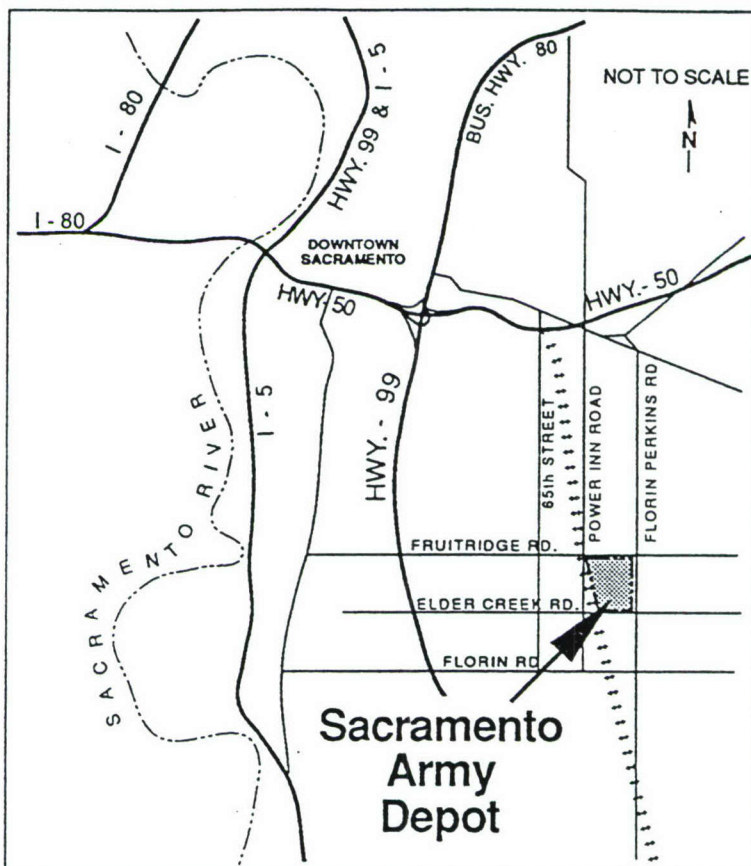 NOT TO SCALE
N
I - 80
HWY. 99 & I - 5
BUS. HWY. 80
I - 80
DOWNTOWN
SACRAMENTO
HWY.- 50
HWY.- 50
I - 5
HWY. - 99
65th STREET
POWER INN ROAD
FLORIN PERKINS RD
SACRAMENTO RIVER
FRUITRIDGE RD.
ELDER CREEK RD.
FLORIN RD
Sacramento
Army
Depot